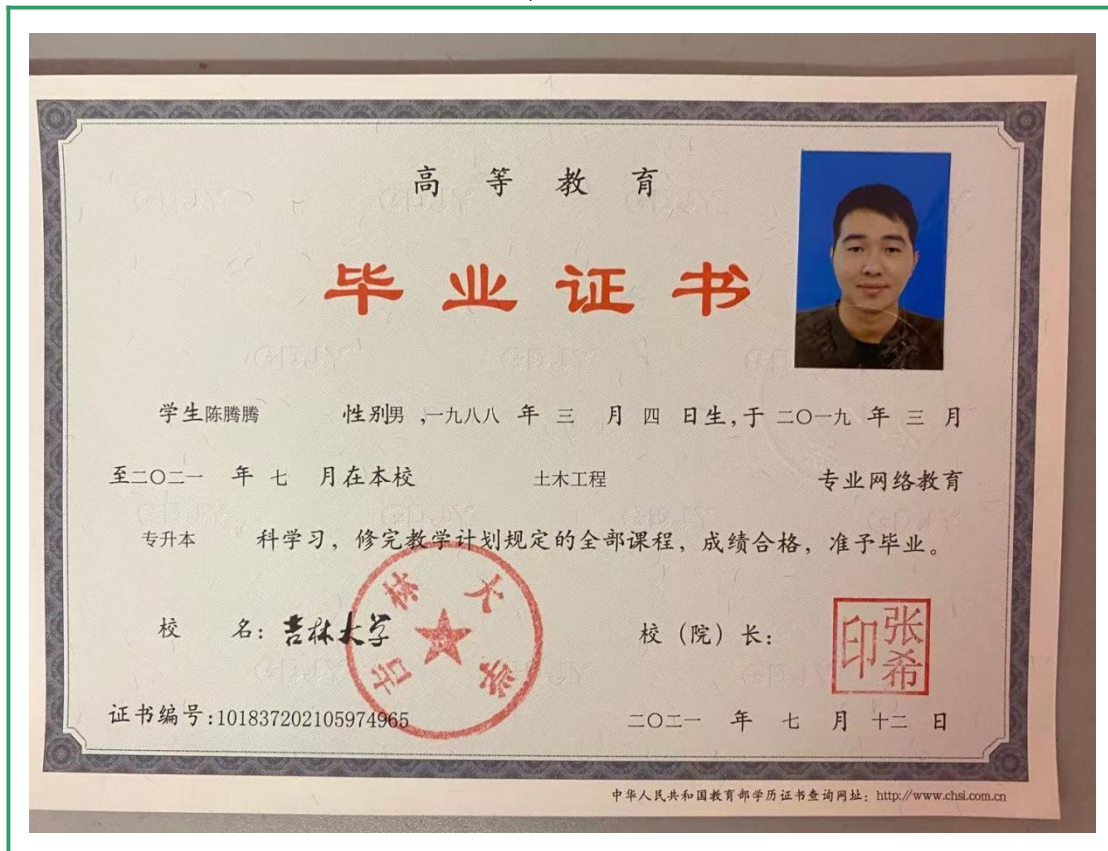 高等教育
毕业证书
学生陈腾腾 性别男,一九八八 年 三 月 四 日生,于 二〇一九 年 三 月
至二〇二一 年 七 月在本校 土木工程 专业网络教育
专升本 科学习,修完教学计划规定的全部课程,成绩合格,准予毕业。
校 名:吉林大学
吉林大学
校(院)长:
张希印
证书编号:101837202105974965
二〇二一 年 七 月 十二 日
中华人民共和国教育部学历证书查询网址:http://www.chsi.com.cn